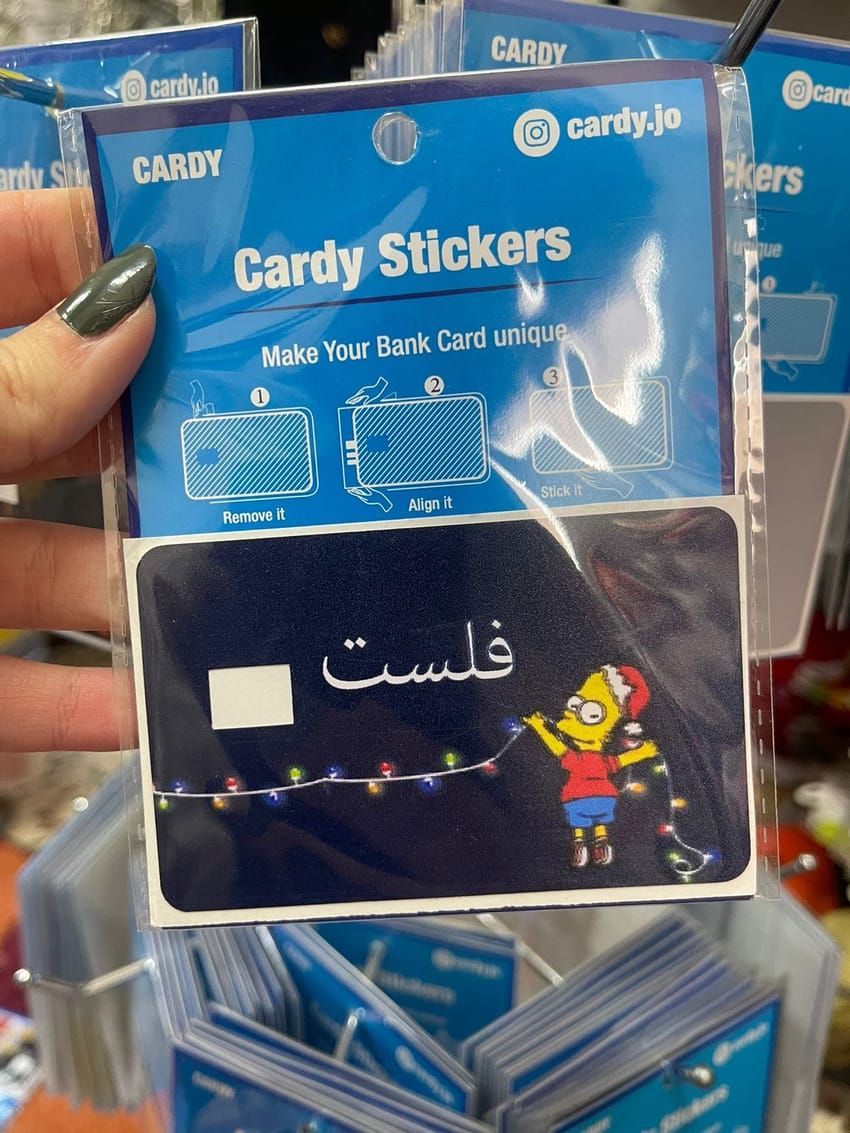 CARDY
cardy.jo
Cardy Stickers
Make Your Bank Card unique
1
2
3
Remove it
Align it
Stick it
فلست
cardy.jo
CARDY